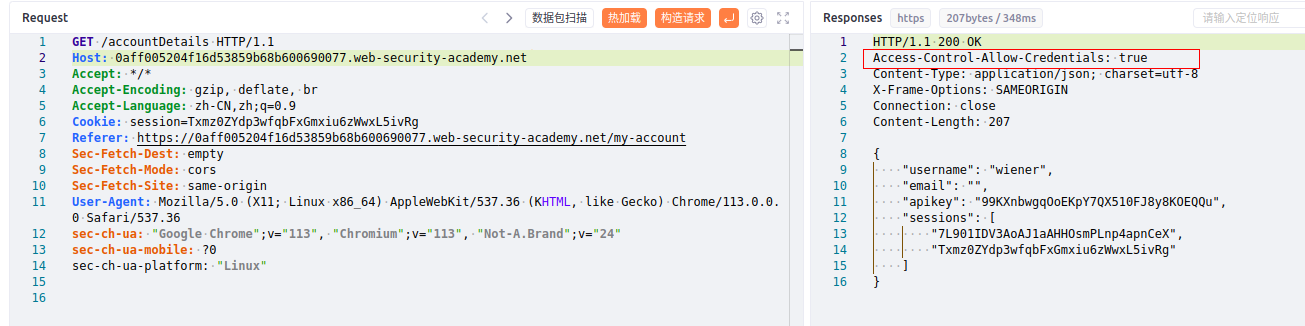 Request
数据包扫描
热加载
构造请求
1 GET /accountDetails HTTP/1.1
2 Host: 0aff005204f16d53859b68b600690077.web-security-academy.net
3 Accept: */*
4 Accept-Encoding: gzip, deflate, br
5 Accept-Language: zh-CN,zh;q=0.9
6 Cookie: session=Txmz0ZYdp3wfqbFxGmxiu6zWwxL5ivRg
7 Referer: https://0aff005204f16d53859b68b600690077.web-security-academy.net/my-account
8 Sec-Fetch-Dest: empty
9 Sec-Fetch-Mode: cors
10 Sec-Fetch-Site: same-origin
11 User-Agent: Mozilla/5.0 (X11; Linux x86_64) AppleWebKit/537.36 (KHTML, like Gecko) Chrome/113.0.0.
0 Safari/537.36
12 sec-ch-ua: "Google Chrome";v="113", "Chromium";v="113", "Not-A.Brand";v="24"
13 sec-ch-ua-mobile: ?0
14 sec-ch-ua-platform: "Linux"
15
16
Responses
https
207bytes / 348ms
请输入定位响应
1 HTTP/1.1 200 OK
2 Access-Control-Allow-Credentials: true
3 Content-Type: application/json; charset=utf-8
4 X-Frame-Options: SAMEORIGIN
5 Connection: close
6 Content-Length: 207
7
8 {
9 "username": "wiener",
10 "email": "",
11 "apikey": "99KXnbwgqOoEKpY7QX510FJ8y8KOEQQu",
12 "sessions": [
13 "7L901IDV3AoAJ1aAHHOsmPLnp4apnCeX",
14 "Txmz0ZYdp3wfqbFxGmxiu6zWwxL5ivRg"
15 ]
16 }